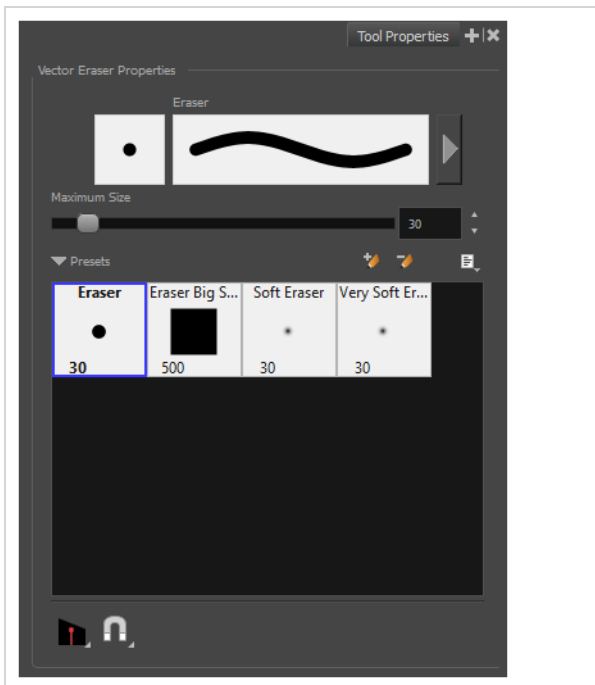 Tool Properties
Vector Eraser Properties
Eraser
Maximum Size
30
Presets
Eraser Eraser Big S... Soft Eraser Very Soft Er...
30 500 30 30